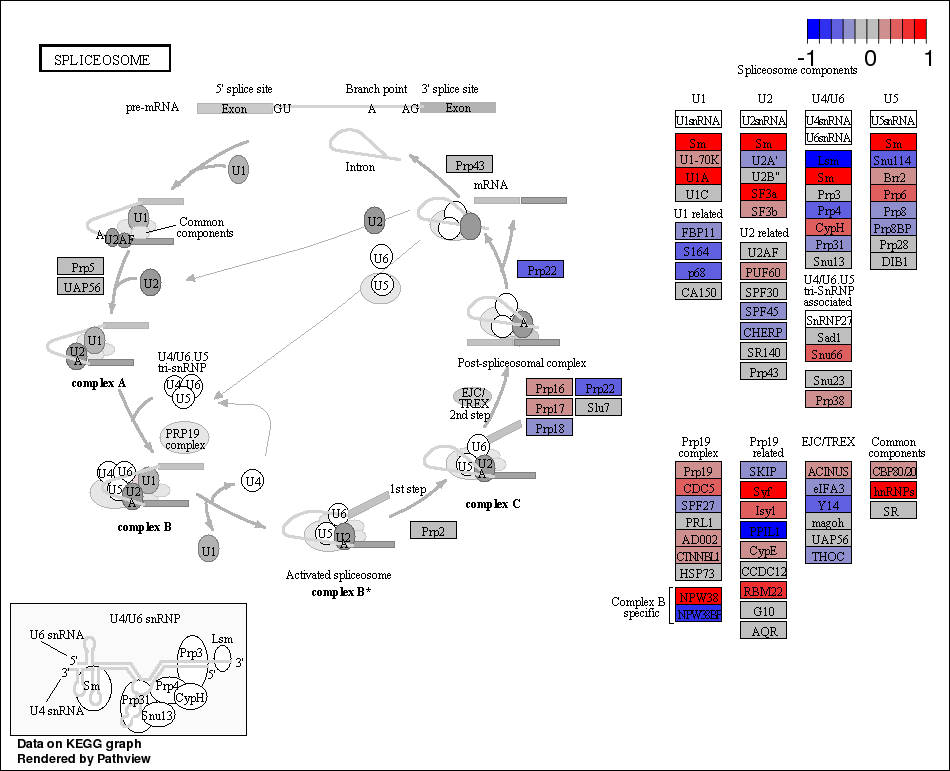 SPLICEOSOME
-1 0 1
Spliceosome components
5' splice site
Branch point
3' splice site
pre-mRNA
Exon
GU
A
AG
Exon
Intron
Prp43
mRNA
U1
U1
A
U2AF
Common
components
Prp5
UAP56
U2
U2
U6
U5
Prp22
U1
U2
A
complex A
U4/U6.U5
tri-snRNP
U4
U6
U5
PRP19
complex
A
Post-spliceosomal complex
EJC/
TREX
2nd step
Prp16
Prp22
Prp17
Slu7
Prp18
U4
U6
U5
U1
U2
A
complex B
U4
U1
U6
U5
U2
A
1st step
Prp2
Activated spliceosome
complex B*
U6
U5
U2
A
complex C
U1
U1snRNA
Sm
U1-70K
U1A
U1C
U1 related
FBP11
S164
p68
CA150
U2
U2snRNA
Sm
U2A'
U2B"
SF3a
SF3b
U2 related
U2AF
PUF60
SPF30
SPF45
CHERP
SR140
Prp43
U4/U6
U4snRNA
U6snRNA
Lsm
Sm
Prp3
Prp4
CypH
Prp31
Snu13
U4/U6.U5
tri-SnRNP
associated
SnRNP27
Sad1
Snu66
Snu23
Prp38
U5
U5snRNA
Sm
Snu114
Brr2
Prp6
Prp8
Prp8BP
Prp28
DIB1
Prp19
complex
Prp19
CDC5
SPF27
PRL1
AD002
CTNNBL1
HSP73
Complex B
specific
NPW38
NPW38BP
Prp19
related
SKIP
Syf
Isy1
CypE
CCDC12
RBM22
G10
AQR
EJC/TREX
ACINUS
eIFA3
Y14
magoh
UAP56
THOC
Common
components
CBP80/20
hnRNPs
SR
U4/U6 snRNP
U6 snRNA
5'
3'
U4 snRNA
Sm
Prp3
Lsm
3'
5'
Prp4
Prp31
CypH
Snu13
Data on KEGG graph
Rendered by Pathview